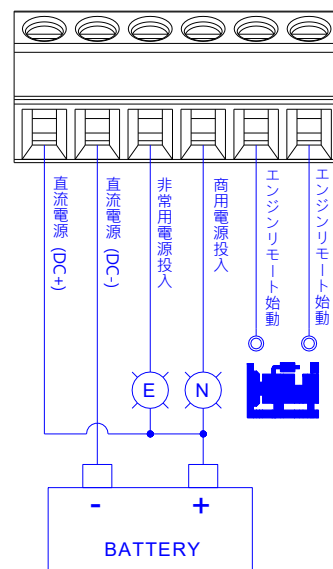 直流電源 (DC+)
直流電源 (DC-)
非常用電源投入
商用電源投入
エンジンリモート始動
エンジンリモート始動
E
N
-
+
BATTERY